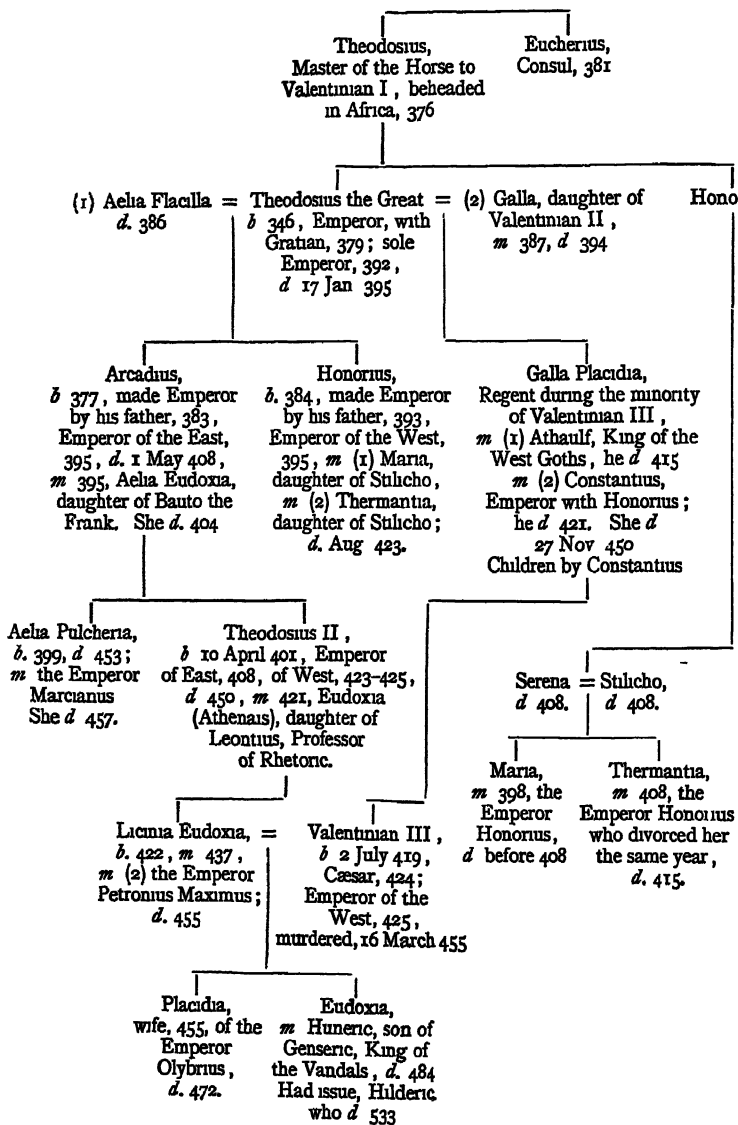 Theodosius,
Master of the Horse to
Valentinian I, beheaded
in Africa, 376
Eucherius,
Consul, 381
(1) Aelia Flacilla =
d. 386
Theodosius the Great
b 346, Emperor, with
Gratian, 379; sole
Emperor, 392,
d 17 Jan 395
= (2) Galla, daughter of
Valentinian II,
m 387, d 394
Hono
Arcadius,
b 377, made Emperor
by his father, 383,
Emperor of the East,
395, d. 1 May 408,
m 395, Aelia Eudoxia,
daughter of Bauto the
Frank. She d. 404
Honorius,
b. 384, made Emperor
by his father, 393,
Emperor of the West,
395, m (1) Maria,
daughter of Stilicho,
m (2) Thermantia,
daughter of Stilicho;
d. Aug 423.
Galla Placidia,
Regent during the minority
of Valentinian III,
m (1) Athaulf, King of the
West Goths, he d 415
m (2) Constantius,
Emperor with Honorius;
he d 421. She d
27 Nov 450
Children by Constantius
Aelia Pulcheria,
b. 399, d 453;
m the Emperor
Marcianus
She d 457.
Theodosius II,
b 10 April 401, Emperor
of East, 408, of West, 423-425,
d 450, m 421, Eudoxia
(Athenais), daughter of
Leontius, Professor
of Rhetoric.
Serena = Stilicho,
d 408. d. 408.
Maria,
m 398, the
Emperor
Honorius,
d before 408
Thermantia,
m 408, the
Emperor Honorius
who divorced her
the same year,
d. 415.
Licinia Eudoxia, =
b. 422, m 437,
m (2) the Emperor
Petronius Maximus;
d. 455
Valentinian III,
b 2 July 419,
Cæsar, 424;
Emperor of the
West, 425,
murdered, 16 March 455
Placidia,
wife, 455, of the
Emperor
Olybrius,
d. 472.
Eudoxia,
m Huneric, son of
Genseric, King of
the Vandals, d. 484
Had issue, Hilderic
who d 533